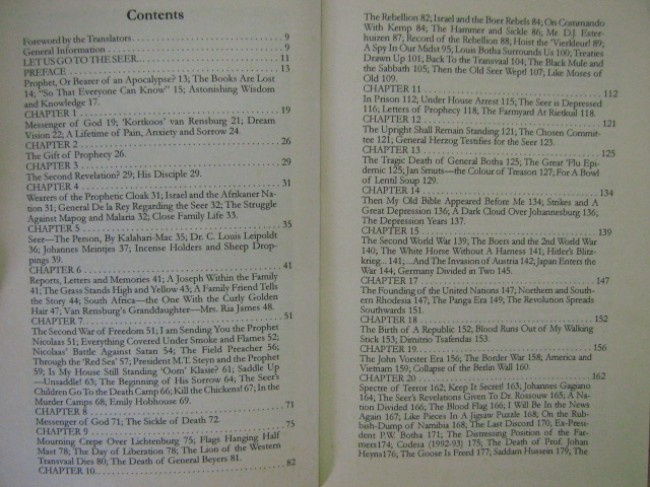 Contents
Foreword by the Translators . . . . . . . . . . . . . . . . . . . . 9
General Information . . . . . . . . . . . . . . . . . . . . 9
LET US GO TO THE SEER. . . . . . . . . . . . . . . . . . . . 11
PREFACE . . . . . . . . . . . . . . . . . . . . 13
Prophet, Or Bearer of an Apocalypse? 13; The Books Are Lost
14; "So That Everyone Can Know" 15; Astonishing Wisdom
and Knowledge 17.
CHAPTER 1 . . . . . . . . . . . . . . . . . . . . 19
Messenger of God 19; 'Kortkoos' van Rensburg 21; Dream
Vision 22; A Lifetime of Pain, Anxiety and Sorrow 24.
CHAPTER 2 . . . . . . . . . . . . . . . . . . . . 26
The Gift of Prophecy 26.
CHAPTER 3 . . . . . . . . . . . . . . . . . . . . 29
The Second Revelation? 29; His Disciple 29.
CHAPTER 4 . . . . . . . . . . . . . . . . . . . . 31
Wearers of the Prophetic Cloak 31; Israel and the Afrikaner Na-
tion 31; General De la Rey Regarding the Seer 32; The Struggle
Against Mapog and Malaria 32; Close Family Life 33.
CHAPTER 5 . . . . . . . . . . . . . . . . . . . . 35
Seer—The Person, By Kalahari-Mac 35; Dr. C. Louis Leipoldt
36; Johannes Meintjes 37; Incense Holders and Sheep Drop-
pings 39.
CHAPTER 6 . . . . . . . . . . . . . . . . . . . . 41
Reports, Letters and Memories 41; A Joseph Within the Family
41; The Grass Stands High and Yellow 43; A Family Friend Tells
the Story 44; South Africa—the One With the Curly Golden
Hair 47; Van Rensburg's Granddaughter—Mrs. Ria James 48.
CHAPTER 7 . . . . . . . . . . . . . . . . . . . . 51
The Second War of Freedom 51; I am Sending You the Prophet
Nicolaas 51; Everything Covered Under Smoke and Flames 52;
Nicolaas' Battle Against Satan 54; The Field Preacher 56;
Through the 'Red Sea' 57; President M.T. Steyn and the Prophet
59; Is My House Still Standing 'Oom' Klasie? 61; Saddle Up
—Unsaddle! 63; The Beginning of His Sorrow 64; The Seer's
Children Go To the Death Camp 66; Kill the Chickens! 67; In the
Murder Camps 68, Emily Hobhouse 69.
CHAPTER 8 . . . . . . . . . . . . . . . . . . . . 71
Messenger of God 71; The Sickle of Death 72.
CHAPTER 9 . . . . . . . . . . . . . . . . . . . . 75
Mourning Crepe Over Lichtenburg 75; Flags Hanging Half
Mast 78; The Day of Liberation 78; The Lion of the Western
Transvaal Dies 80; The Death of General Beyers 81.
CHAPTER 10. . . . . . . . . . . . . . . . . . . . 82
The Rebellion 82; Israel and the Boer Rebels 84; On Commando
With Kemp 84; The Hammer and Sickle 86; Mr. D.J. Ester-
huizen 87; Record of the Rebellion 88; Hoist the 'Vierkleur! 89;
A Spy In Our Midst 95; Louis Botha Surrounds Us 100; Treaties
Drawn Up 101; Back To the Transvaal 104; The Black Mule and
the Sabbath 105; Then the Old Seer Wept! 107; Like Moses of
Old 109.
CHAPTER 11 . . . . . . . . . . . . . . . . . . . . 112
In Prison 112; Under House Arrest 115; The Seer is Depressed
116; Letters of Prophecy 118; The Farmyard At Rietkuil 118.
CHAPTER 12 . . . . . . . . . . . . . . . . . . . . 121
The Upright Shall Remain Standing 121; The Chosen Commit-
tee 121; General Herzog Testifies for the Seer 123.
CHAPTER 13 . . . . . . . . . . . . . . . . . . . . 125
The Tragic Death of General Botha 125; The Great 'Flu Epi-
demic 125; Jan Smuts—the Colour of Treason 127; For A Bowl
of Lentil Soup 129.
CHAPTER 14 . . . . . . . . . . . . . . . . . . . . 134
Then My Old Bible Appeared Before Me 134; Strikes and A
Great Depression 136; A Dark Cloud Over Johannesburg 136;
The Depression Years 137.
CHAPTER 15 . . . . . . . . . . . . . . . . . . . . 139
The Second World War 139; The Boers and the 2nd World War
140; The White Horse Without A Harness 141; Hitler's Blitz-
krieg... 141;...And The Invasion of Austria 142; Japan Enters the
War 144, Germany Divided in Two 145.
CHAPTER 17 . . . . . . . . . . . . . . . . . . . . 147
The Founding of the United Nations 147; Northern and South-
ern Rhodesia 147; The Panga Era 149; The Revolution Spreads
Southwards 151.
CHAPTER 18 . . . . . . . . . . . . . . . . . . . . 152
The Birth of A Republic 152; Blood Runs Out of My Walking
Stick 153; Dimitrio Tsafendas 153.
CHAPTER 19. . . . . . . . . . . . . . . . . . . . 156
The John Vorster Era 156; The Border War 158; America and
Vietnam 159; Collapse of the Berlin Wall 160.
CHAPTER 20 . . . . . . . . . . . . . . . . . . . . 162
Spectre of Terror 162; Keep It Secret! 163; Johannes Gagiano
164; The Seer's Revelations Given To Dr. Rossouw 165; A Na-
tion Divided 166; The Blood Flag 166; I Will Be In the News
Again 167; Like Pieces In A Jigsaw Puzzle 168; On the Rub-
bish-Dump of Namibia 168; The Last Discord 170; Ex-Presi-
dent P.W. Botha 171; The Distressing Position of the Far-
mers 174; Codesa (1992-93) 175; The Death of Prof. Johan
Heyns176; The Goose Is Freed 177; Saddam Hussein 179; The